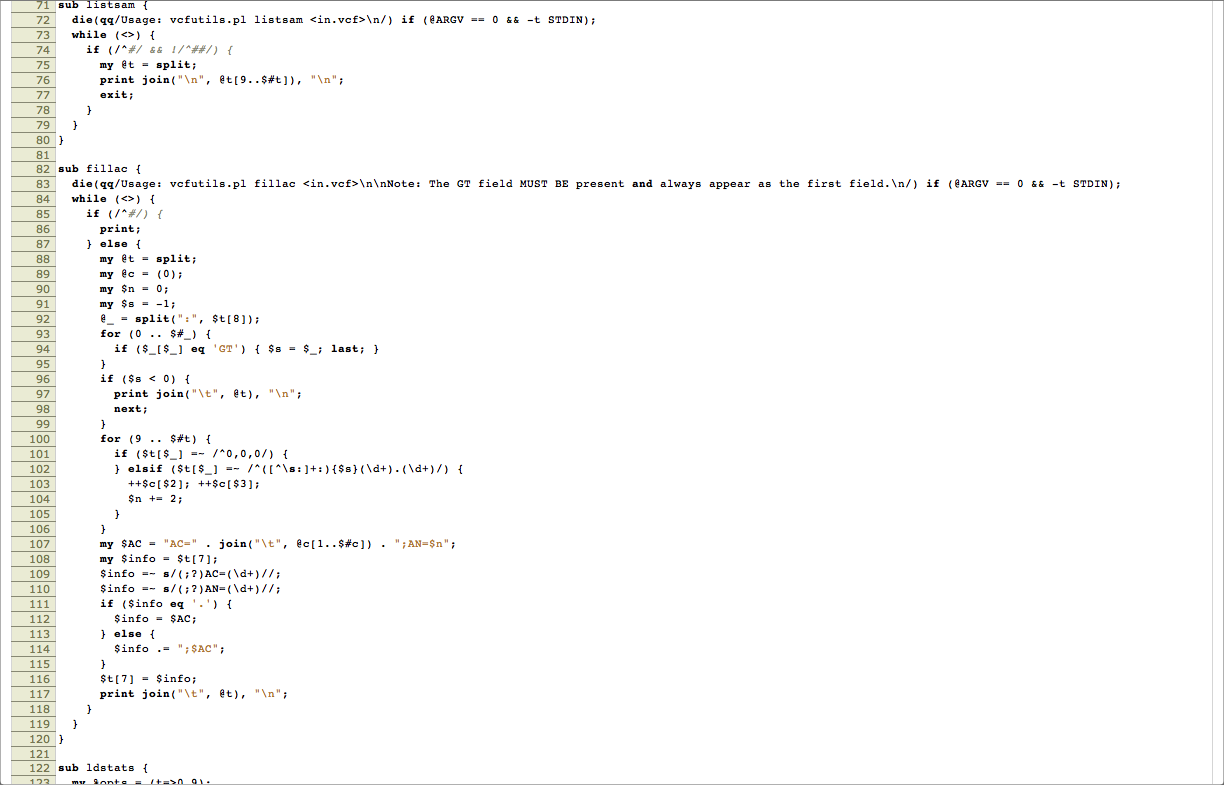 71 sub listsam {
72   die(qq/Usage: vcfutils.pl listsam <in.vcf>\n/) if (@ARGV == 0 && -t STDIN);
73   while (<>) {
74     if (/^#/ && !/^##/) {
75       my @t = split;
76       print join("\n", @t[9..$#t]), "\n";
77       exit;
78     }
79   }
80 }
81
82 sub fillac {
83   die(qq/Usage: vcfutils.pl fillac <in.vcf>\n\nNote: The GT field MUST BE present and always appear as the first field.\n/) if (@ARGV == 0 && -t STDIN);
84   while (<>) {
85     if (/^#/) {
86       print;
87     } else {
88       my @t = split;
89       my @c = (0);
90       my $n = 0;
91       my $s = -1;
92       @_ = split(":", $t[8]);
93       for (0 .. $#_) {
94         if ($_[$_] eq 'GT') { $s = $_; last; }
95       }
96       if ($s < 0) {
97         print join("\t", @t), "\n";
98         next;
99       }
100       for (9 .. $#t) {
101         if ($t[$_] =~ /^0,0,0/) {
102         } elsif ($t[$_] =~ /^([^\s:]+:){$s}(\d+).(\d+)/) {
103           ++$c[$2]; ++$c[$3];
104           $n += 2;
105         }
106       }
107       my $AC = "AC=" . join("\t", @c[1..$#c]) . ";AN=$n";
108       my $info = $t[7];
109       $info =~ s/(;?)AC=(\d+)//;
110       $info =~ s/(;?)AN=(\d+)//;
111       if ($info eq '.') {
112         $info = $AC;
113       } else {
114         $info .= ";$AC";
115       }
116       $t[7] = $info;
117       print join("\t", @t), "\n";
118     }
119   }
120 }
121
122 sub ldstats {
123   my %opts = (t=>0.9);